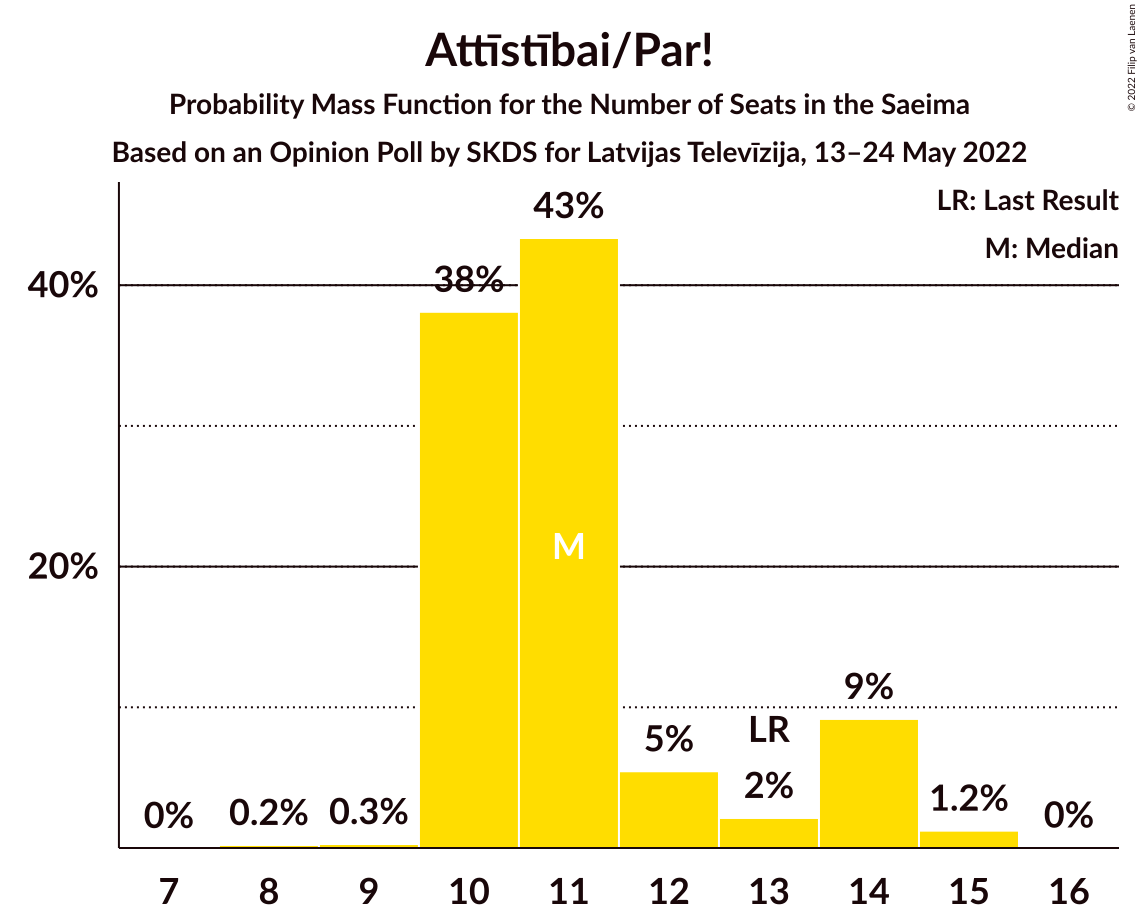 Attīstībai/Par!
Probability Mass Function for the Number of Seats in the Saeima
Based on an Opinion Poll by SKDS for Latvijas Televīzija, 13–24 May 2022
© 2022 Filip van Laenen
LR: Last Result
M: Median
43%
38%
40%
M
20%
9%
LR
5%
2%
1.2%
0% 0.2% 0.3% 0%
7 8 9 10 11 12 13 14 15 16